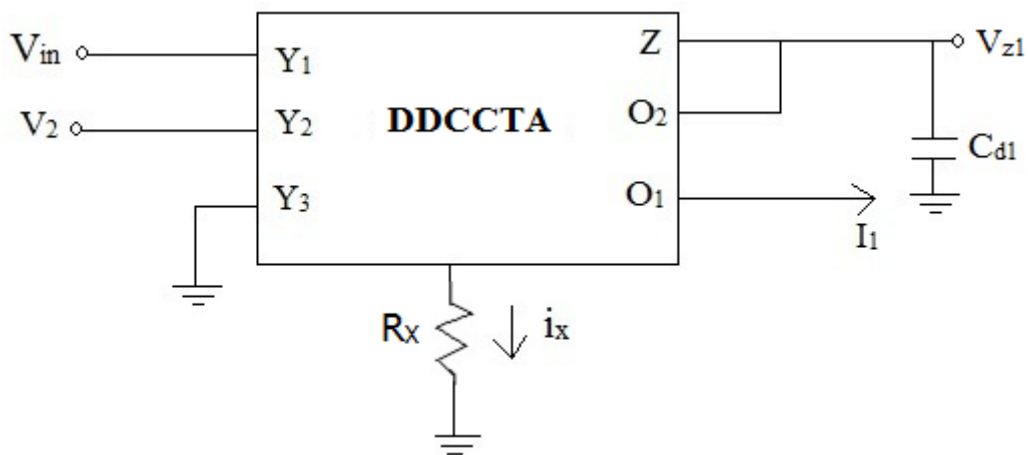 Vin
Y1
Z
Vz1
V2
Y2
DDCCTA
O2
Cd1
Y3
O1
I1
RX
ix